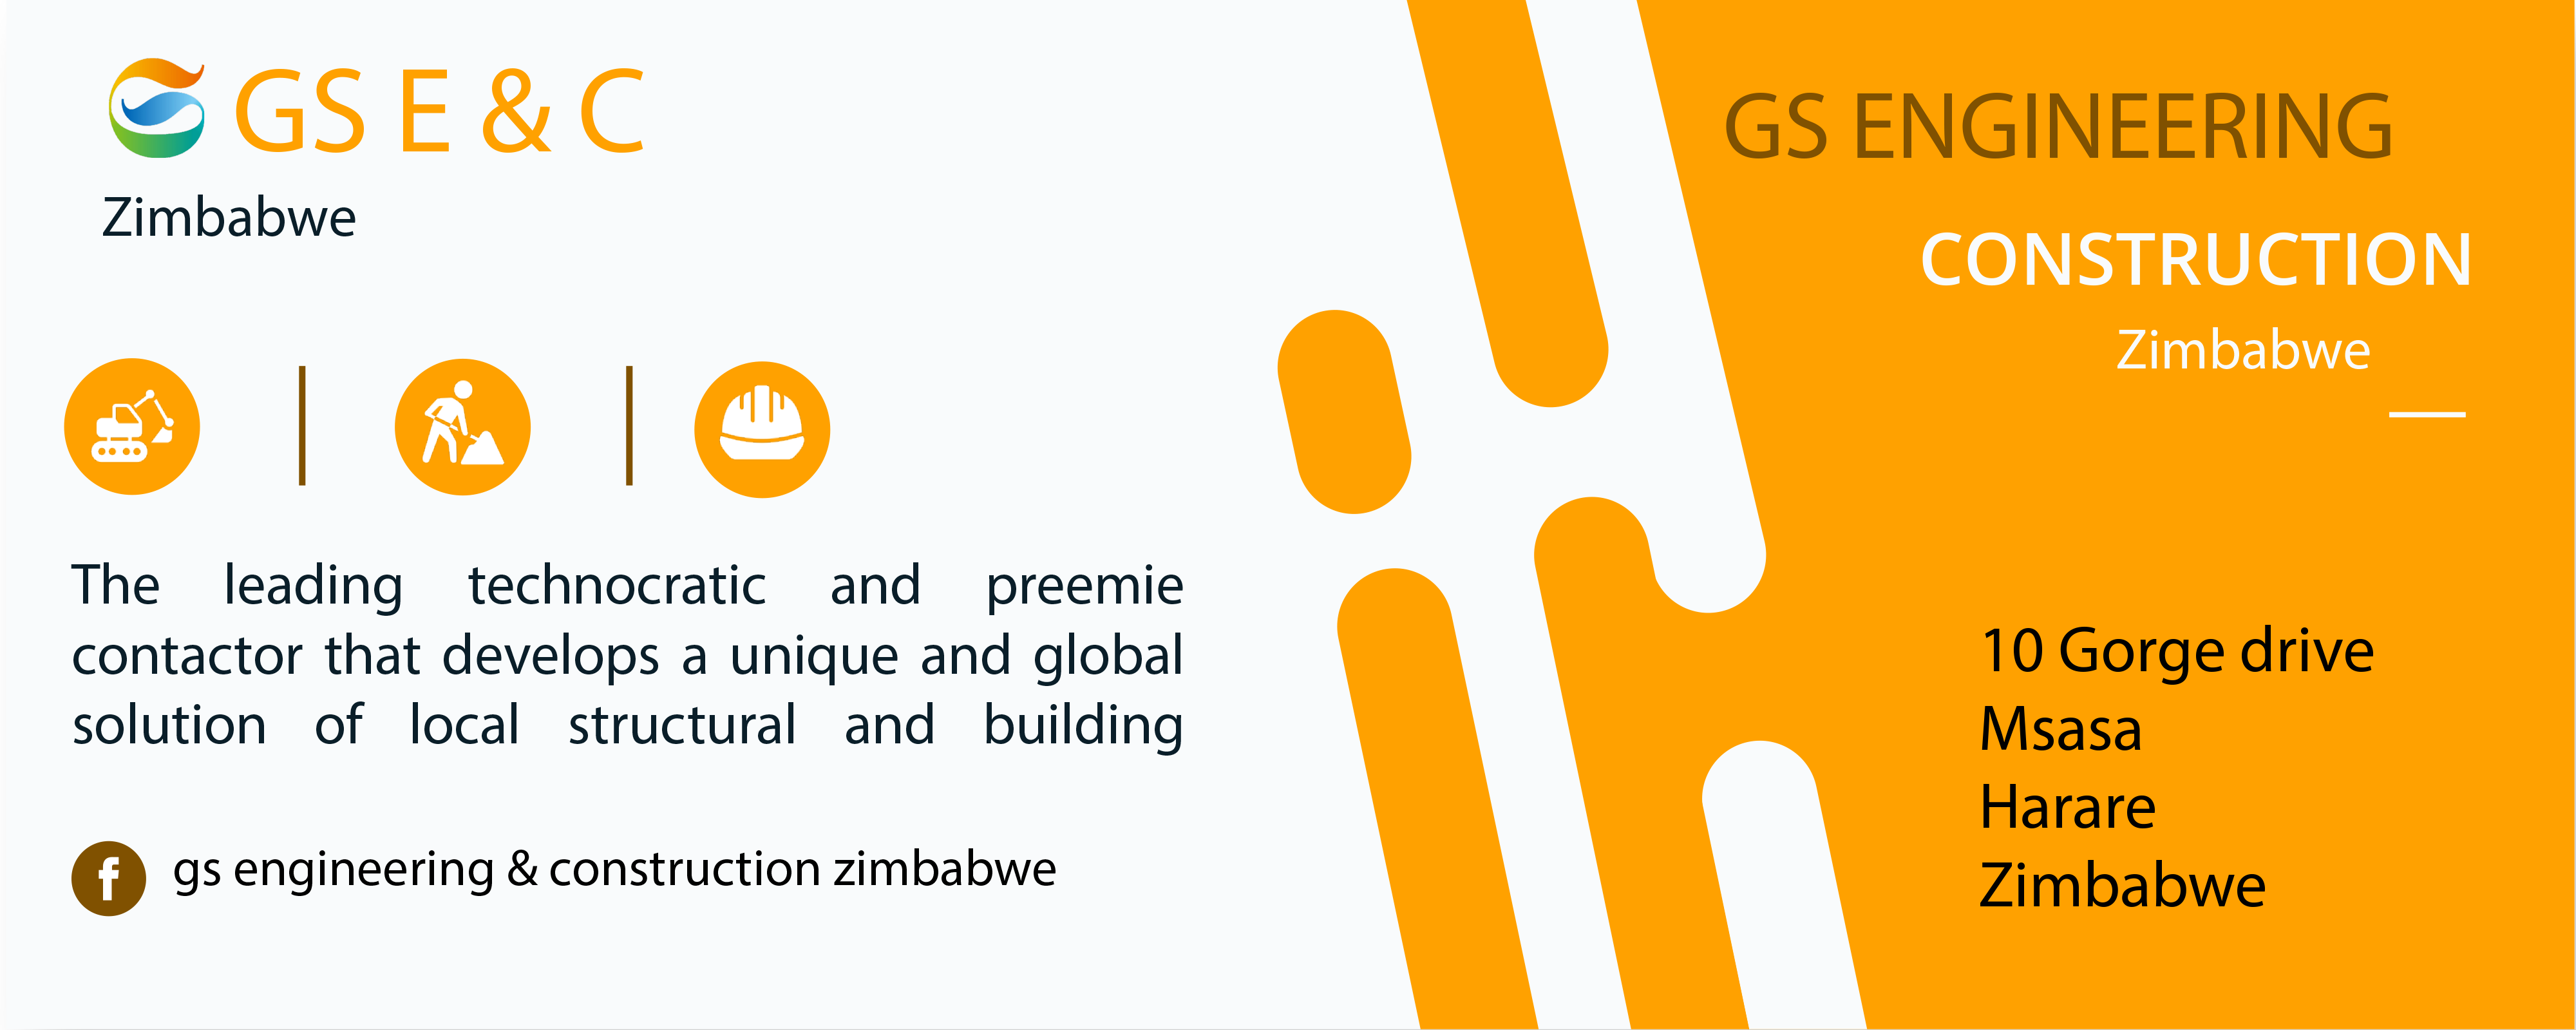 GS E & C
Zimbabwe
The leading technocratic and preemie
contactor that develops a unique and global
solution of local structural and building
f gs engineering & construction zimbabwe
GS ENGINEERING
CONSTRUCTION
Zimbabwe
10 Gorge drive
Msasa
Harare
Zimbabwe